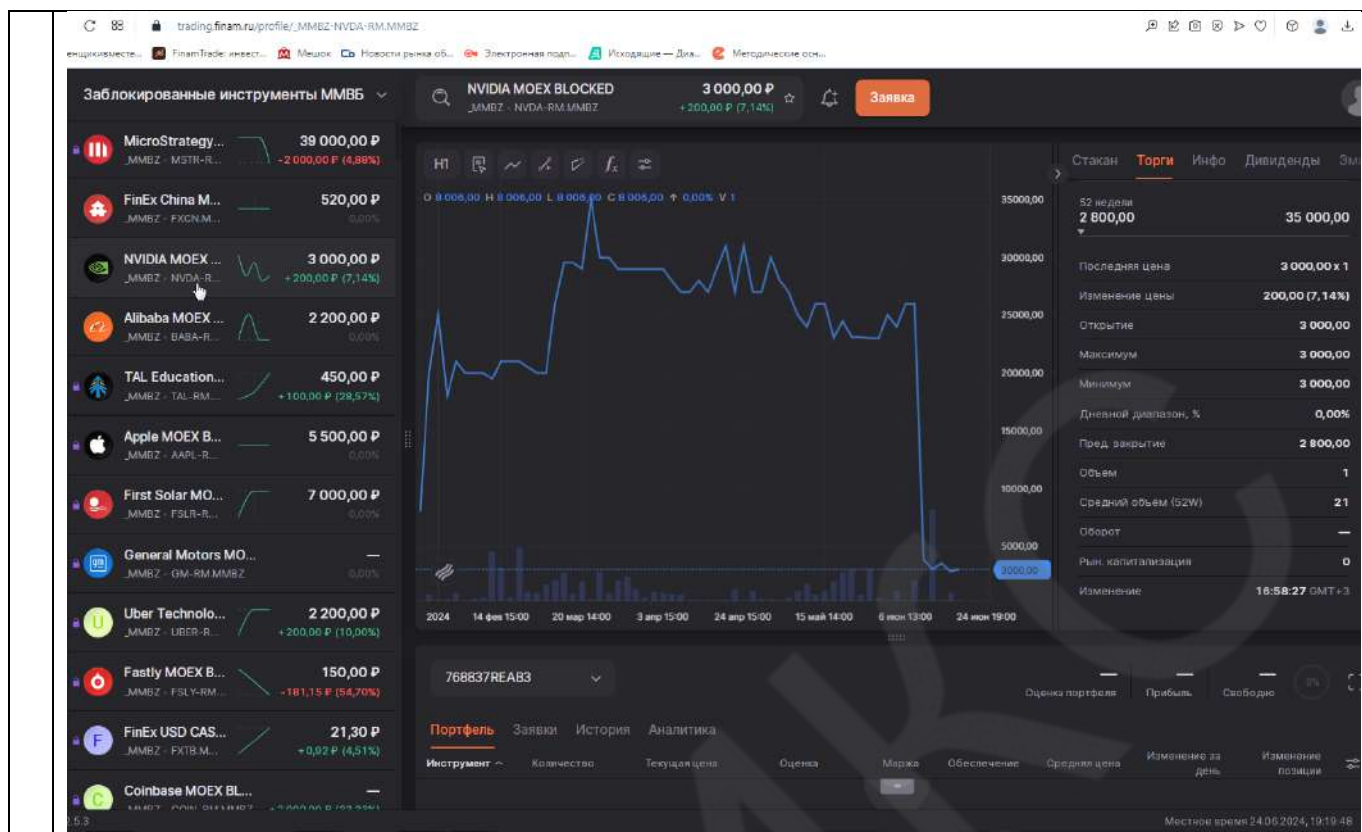 trading.finam.ru/profile/_MMBZ-NVDA-RM.MMBZ
енщикивместе... FinamTrade: инвест... Мешок Новости рынка об... Электронная подп... Исходящие — Диа... Методические осн...
Заблокированные инструменты ММВБ
NVIDIA MOEX BLOCKED 3 000,00 ₽
_MMBZ · NVDA-RM.MMBZ +200,00 ₽ (7,14%)
Заявка
MicroStrategy... 39 000,00 ₽
_MMBZ · MSTR-R... -2 000,00 ₽ (4,88%)
FinEx China M... 520,00 ₽
_MMBZ · FXCN.M... 0,00%
NVIDIA MOEX ... 3 000,00 ₽
_MMBZ · NVDA-R... +200,00 ₽ (7,14%)
Alibaba MOEX ... 2 200,00 ₽
_MMBZ · BABA-R... 0,00%
TAL Education... 450,00 ₽
_MMBZ · TAL-RM.... +100,00 ₽ (28,57%)
Apple MOEX B... 5 500,00 ₽
_MMBZ · AAPL-R... 0,00%
First Solar MO... 7 000,00 ₽
_MMBZ · FSLR-R... 0,00%
General Motors MO... —
_MMBZ · GM-RM.MMBZ 0,00%
Uber Technolo... 2 200,00 ₽
_MMBZ · UBER-R... +200,00 ₽ (10,00%)
Fastly MOEX B... 150,00 ₽
_MMBZ · FSLY-RM... -181,15 ₽ (54,70%)
FinEx USD CAS... 21,30 ₽
_MMBZ · FXTB.M... +0,92 ₽ (4,51%)
Coinbase MOEX BL... —
H1
O 8 006,00 H 8 006,00 L 8 006,00 C 8 006,00 ↑ 0,00% V 1
35000,00
30000,00
25000,00
20000,00
15000,00
10000,00
5000,00
3000,00
2024 14 фев 15:00 20 мар 14:00 3 апр 15:00 24 апр 15:00 15 май 14:00 6 июн 13:00 24 июн 19:00
Стакан Торги Инфо Дивиденды
52 недели
2 800,00 35 000,00
Последняя цена 3 000,00 x 1
Изменение цены 200,00 (7,14%)
Открытие 3 000,00
Максимум 3 000,00
Минимум 3 000,00
Дневной диапазон, % 0,00%
Пред. закрытие 2 800,00
Объем 1
Средний объем (52W) 21
Оборот —
Рын. капитализация 0
Изменение 16:58:27 GMT+3
768837REAB3
Оценка портфеля Прибыль Свободно 0%
Портфель Заявки История Аналитика
Инструмент Количество Текущая цена Оценка Маржа Обеспечение Средняя цена Изменение за день Изменение позиции
Местное время 24.06.2024, 19:19:48